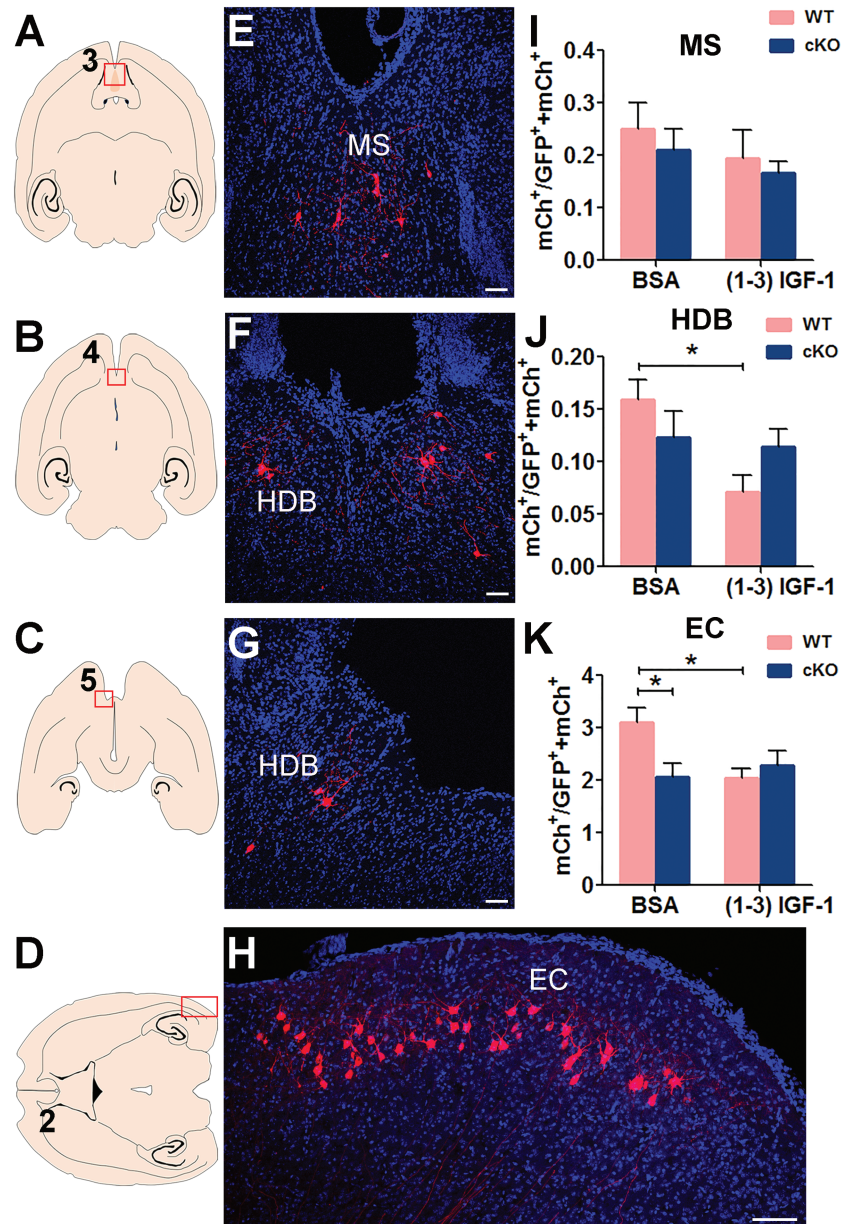 A
3
E
MS
I
MS
WT
cKO
mCh⁺/GFP⁺+mCh⁺
0.4
0.3
0.2
0.1
0.0
BSA
(1-3) IGF-1
B
4
F
HDB
J
HDB
WT
cKO
mCh⁺/GFP⁺+mCh⁺
0.20
0.15
0.10
0.05
0.00
*
BSA
(1-3) IGF-1
C
5
G
HDB
K
EC
WT
cKO
mCh⁺/GFP⁺+mCh⁺
4
3
2
1
0
*
*
BSA
(1-3) IGF-1
D
2
H
EC